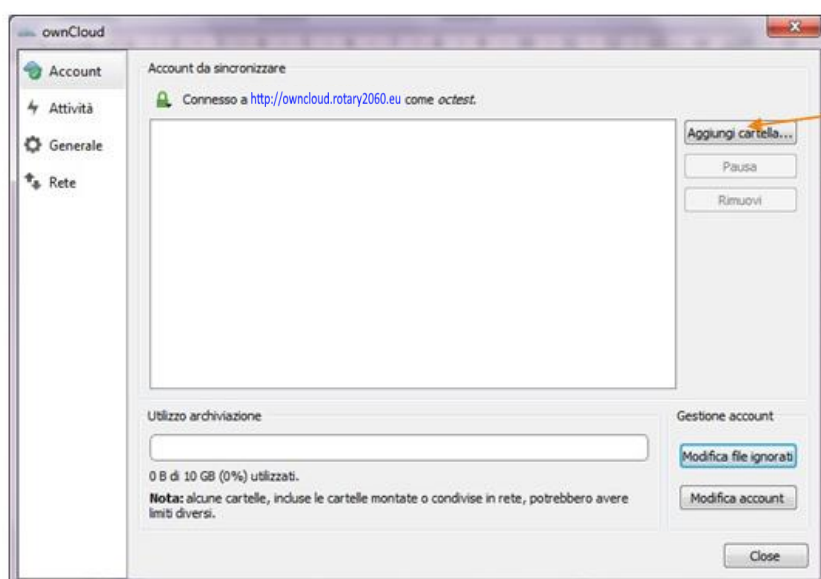 ownCloud
Account
Attività
Generale
Rete
Account da sincronizzare
Connesso a http://owncloud.rotary2060.eu come octest.
Aggiungi cartella...
Pausa
Rimuovi
Utilizzo archiviazione
0 B di 10 GB (0%) utilizzati.
Nota: alcune cartelle, incluse le cartelle montate o condivise in rete, potrebbero avere
limiti diversi.
Gestione account
Modifica file ignorati
Modifica account
Close